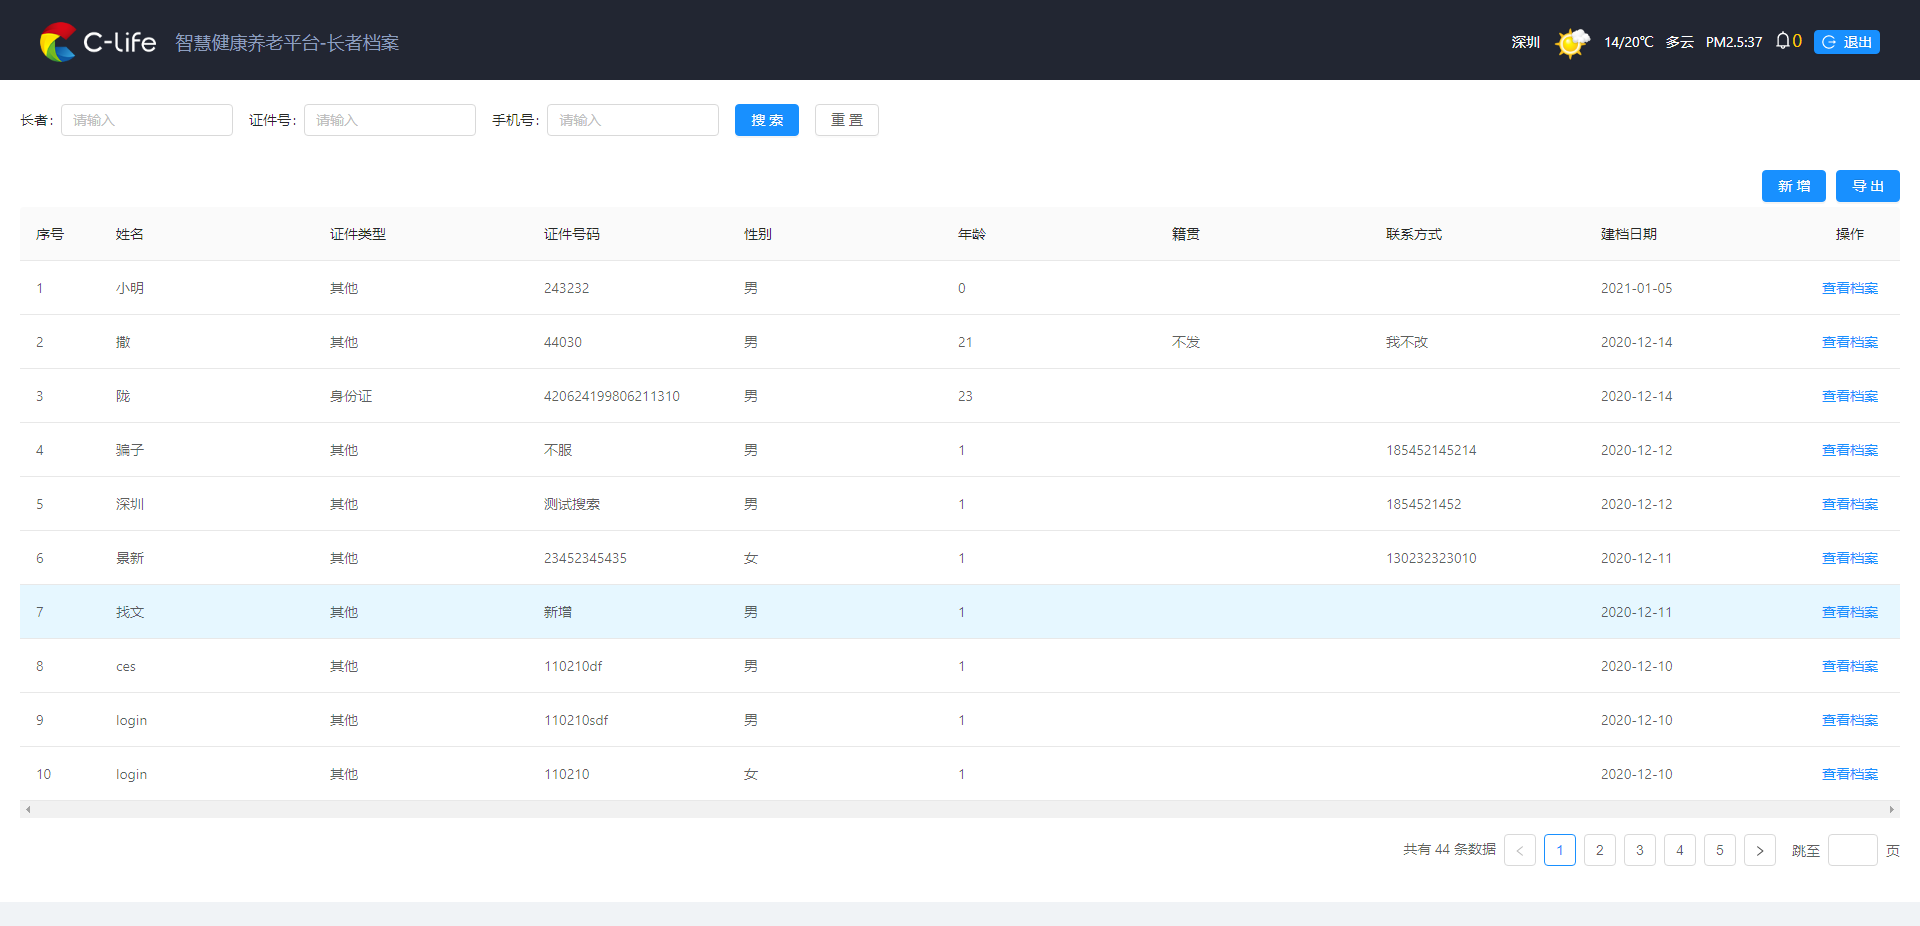 C-life 智慧健康养老平台-长者档案 深圳 14/20℃ 多云 PM2.5:37 0 退出
长者: 请输入 证件号: 请输入 手机号: 请输入 搜 索 重 置
新 增 导 出
序号 姓名 证件类型 证件号码 性别 年龄 籍贯 联系方式 建档日期 操作
1 小明 其他 243232 男 0 2021-01-05 查看档案
2 撒 其他 44030 男 21 不发 我不改 2020-12-14 查看档案
3 陇 身份证 420624199806211310 男 23 2020-12-14 查看档案
4 骗子 其他 不服 男 1 185452145214 2020-12-12 查看档案
5 深圳 其他 测试搜索 男 1 1854521452 2020-12-12 查看档案
6 景新 其他 23452345435 女 1 130232323010 2020-12-11 查看档案
7 找文 其他 新增 男 1 2020-12-11 查看档案
8 ces 其他 110210df 男 1 2020-12-10 查看档案
9 login 其他 110210sdf 男 1 2020-12-10 查看档案
10 login 其他 110210 女 1 2020-12-10 查看档案
共有 44 条数据 < 1 2 3 4 5 > 跳至 页